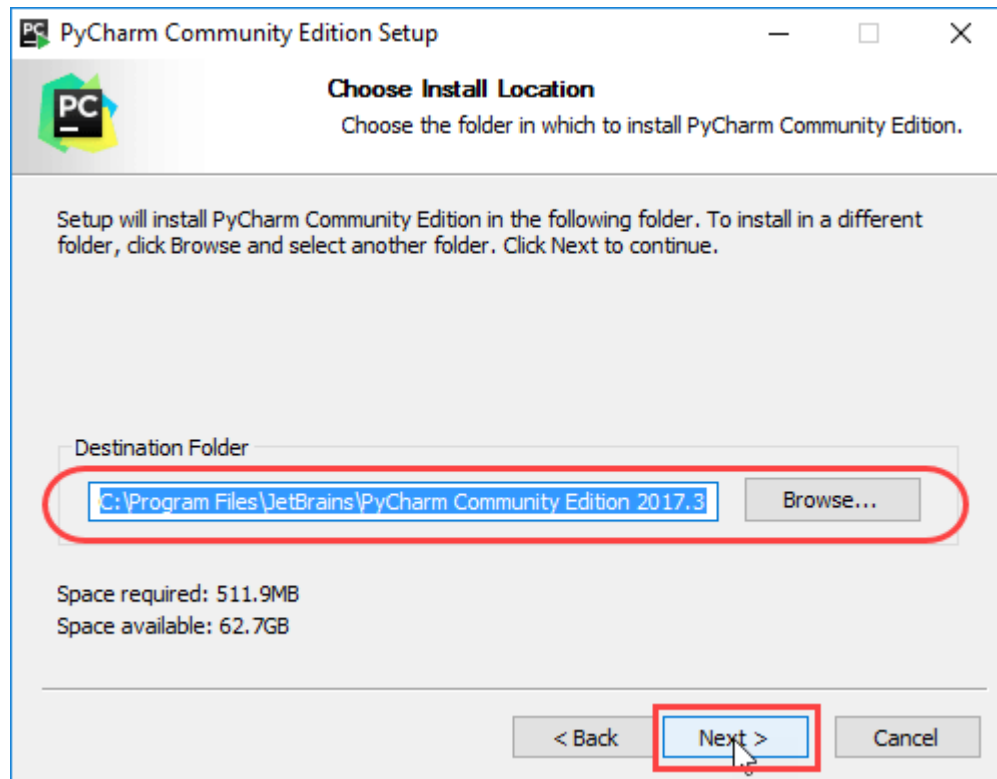 PyCharm Community Edition Setup
PC
Choose Install Location
Choose the folder in which to install PyCharm Community Edition.
Setup will install PyCharm Community Edition in the following folder. To install in a different
folder, click Browse and select another folder. Click Next to continue.
Destination Folder
C:\Program Files\JetBrains\PyCharm Community Edition 2017.3
Browse...
Space required: 511.9MB
Space available: 62.7GB
< Back
Next >
Cancel